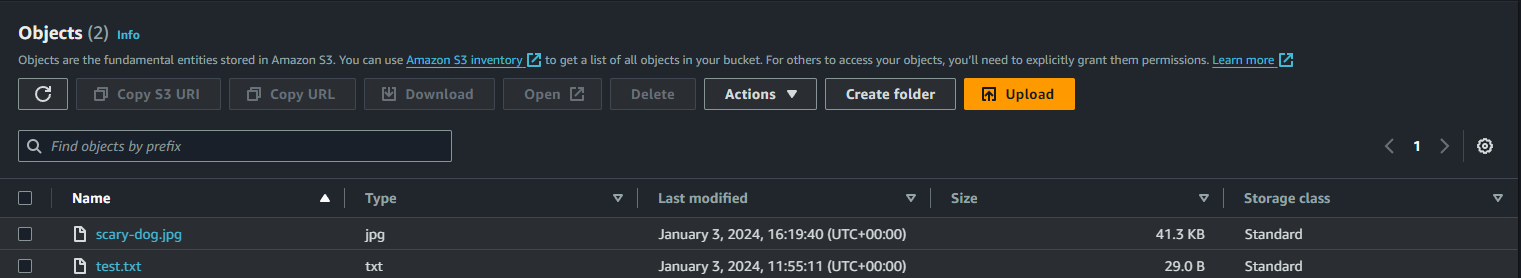 Objects (2) Info
Objects are the fundamental entities stored in Amazon S3. You can use Amazon S3 inventory to get a list of all objects in your bucket. For others to access your objects, you'll need to explicitly grant them permissions. Learn more
Copy S3 URI Copy URL Download Open Delete Actions Create folder Upload
Find objects by prefix 1
Name Type Last modified Size Storage class
scary-dog.jpg jpg January 3, 2024, 16:19:40 (UTC+00:00) 41.3 KB Standard
test.txt txt January 3, 2024, 11:55:11 (UTC+00:00) 29.0 B Standard